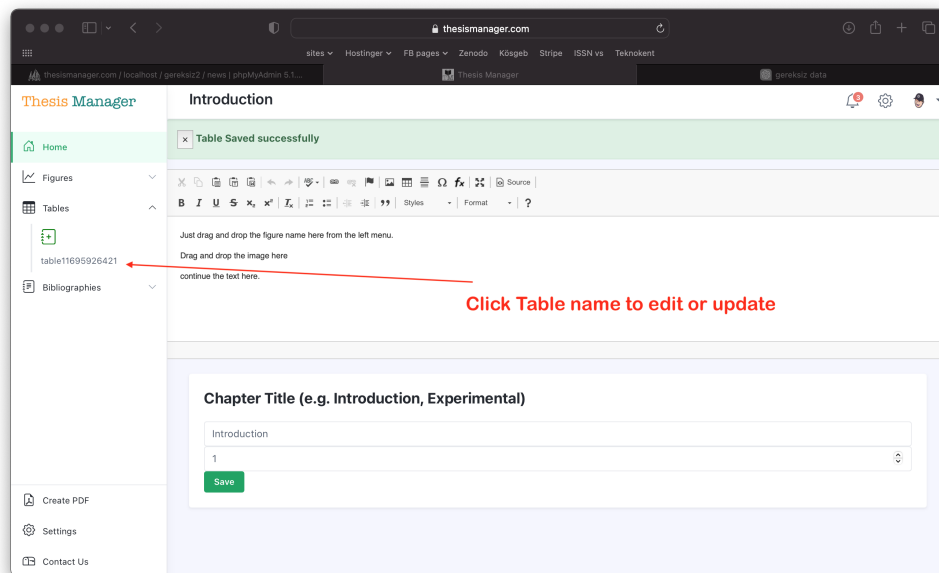 thesismanager.com
sites Hostinger FB pages Zenodo Kösgeb Stripe ISSN vs Teknokent
thesismanager.com / localhost / gereksiz2 / news | phpMyAdmin 5.1.... Thesis Manager gereksiz data
Thesis Manager
Introduction
3
× Table Saved successfully
Home
Figures
Tables
table11695926421
Bibliographies
Source
B I U S x₂ x² Tx Styles Format ?
Just drag and drop the figure name here from the left menu.
Drag and drop the image here
continue the text here.
Click Table name to edit or update
Chapter Title (e.g. Introduction, Experimental)
Introduction
1
Save
Create PDF
Settings
Contact Us